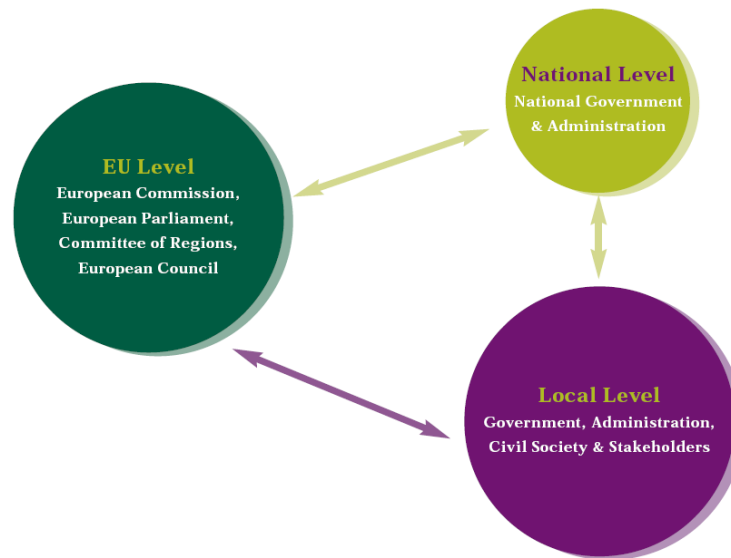 National Level
National Government
& Administration
EU Level
European Commission,
European Parliament,
Committee of Regions,
European Council
Local Level
Government, Administration,
Civil Society & Stakeholders